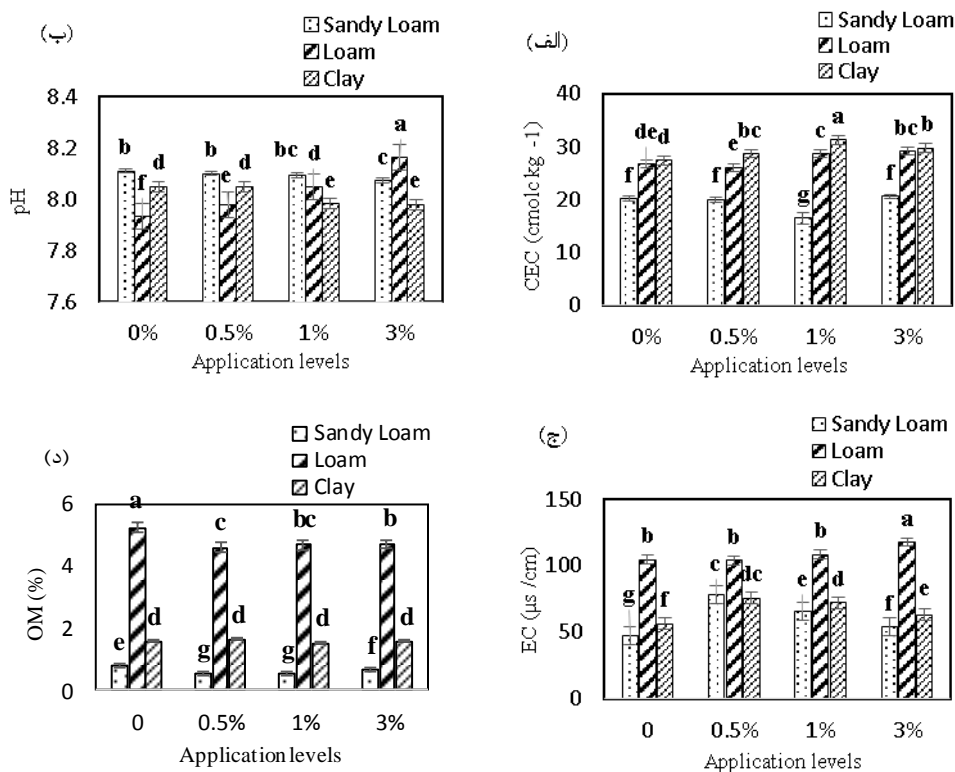 (ب)
Sandy Loam
Loam
Clay
pH
8.4
8.2
8.0
7.8
7.6
b f d
b e d
bc d e
c a e
0% 0.5% 1% 3%
Application levels
(الف)
Sandy Loam
Loam
Clay
CEC (cmolc kg -1)
40
30
20
10
0
f de d
f e bc
g c a
f bc b
0% 0.5% 1% 3%
Application levels
(د)
Sandy Loam
Loam
Clay
OM (%)
6
4
2
0
e a d
g c d
g bc d
f b d
0 0.5% 1% 3%
Application levels
(ج)
Sandy Loam
Loam
Clay
EC (µs /cm)
150
100
50
0
g b f
c b dc
e b d
f a e
0 0.5% 1% 3%
Application levels